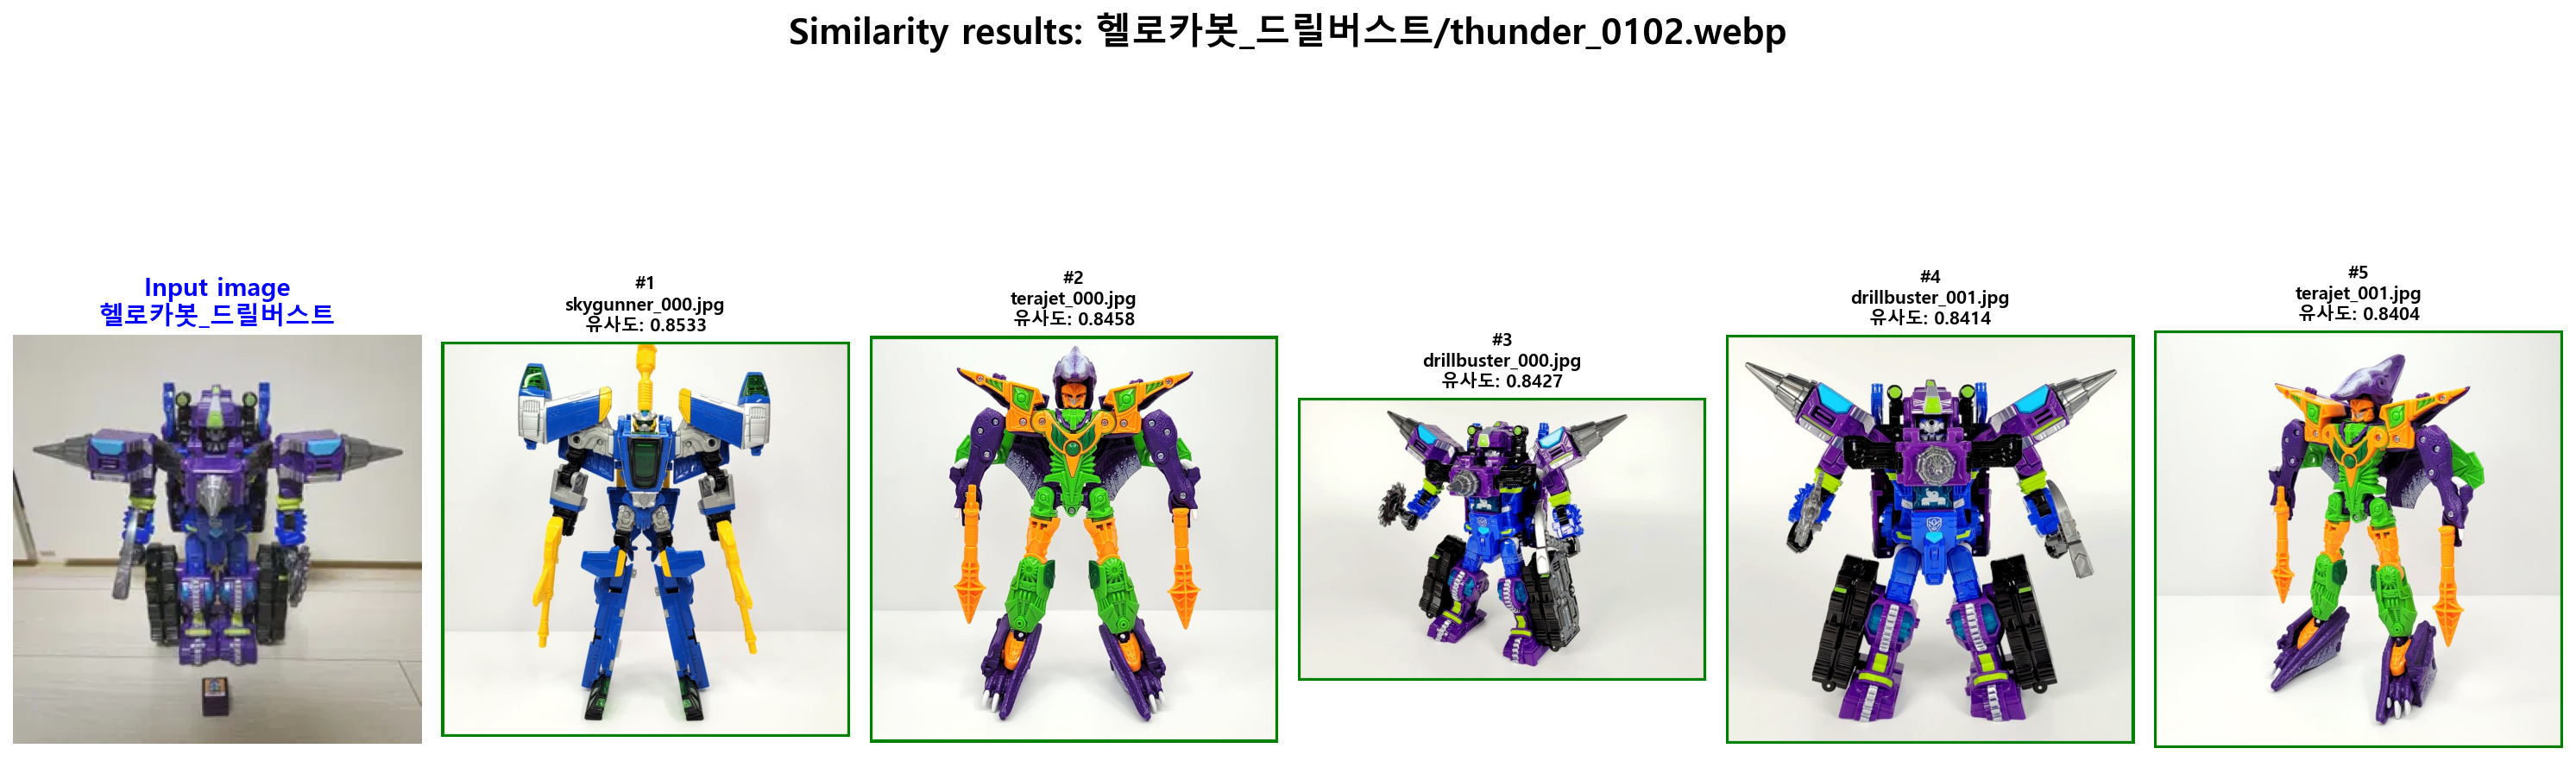 Similarity results: 헬로카봇_드릴버스트/thunder_0102.webp
Input image
헬로카봇_드릴버스트
#1
skygunner_000.jpg
유사도: 0.8533
#2
terajet_000.jpg
유사도: 0.8458
#3
drillbuster_000.jpg
유사도: 0.8427
#4
drillbuster_001.jpg
유사도: 0.8414
#5
terajet_001.jpg
유사도: 0.8404